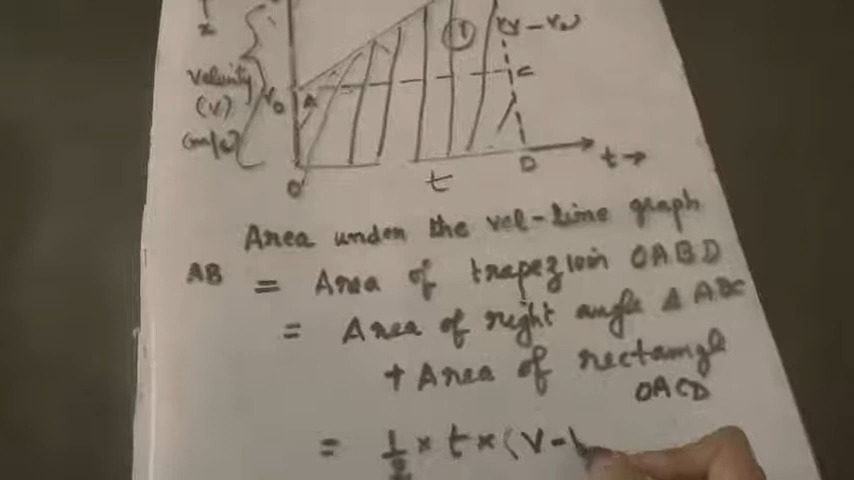 x
(v-v₀)
1
C
Velocity
(v)
(m/s)
v₀
A
O
t
D
t→
Area under the vel-time graph
AB = Area of trapezium OABD
= Area of right angle Δ ABC
+ Area of rectangle
OACD
= 1/2 × t × (v-